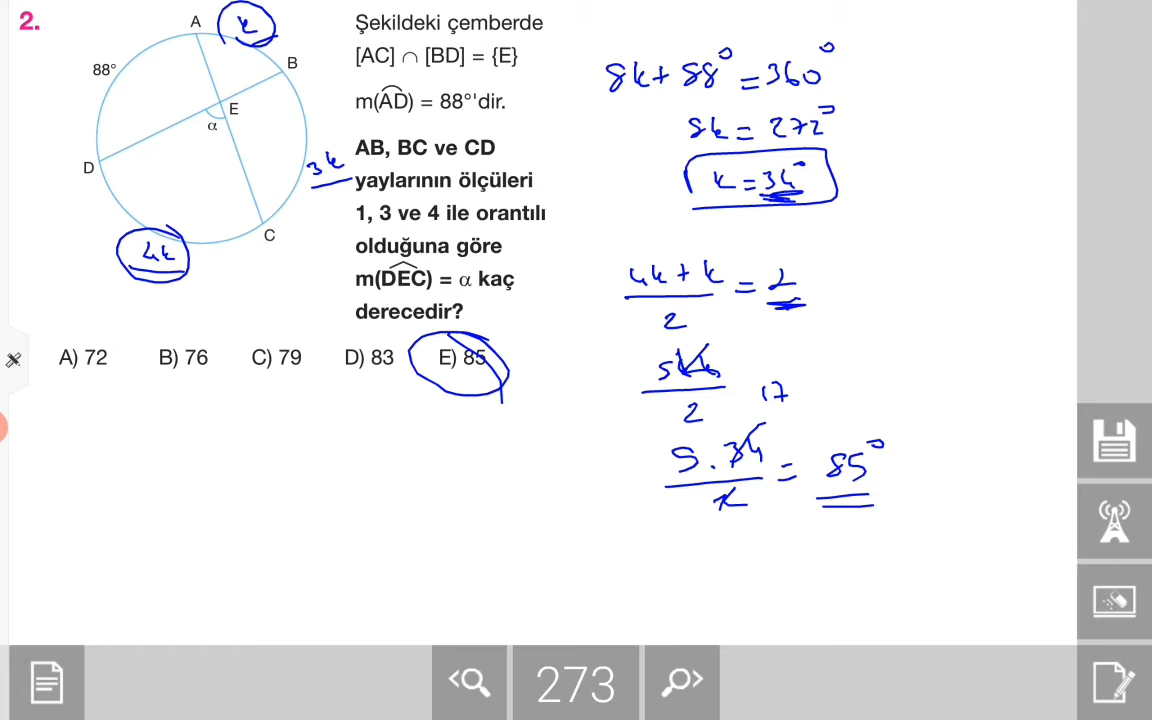 2.
A
k
B
88°
E
α
D
3k
C
4k
Şekildeki çemberde
[AC] ∩ [BD] = {E}
m(AD) = 88°'dir.
AB, BC ve CD
yaylarının ölçüleri
1, 3 ve 4 ile orantılı
olduğuna göre
m(DEC) = α kaç
derecedir?
A) 72 B) 76 C) 79 D) 83 E) 85
8k + 88° = 360°
8k = 272°
k = 34°
4k + k / 2 = α
5k / 2
17
5.34 / 2 = 85°
273